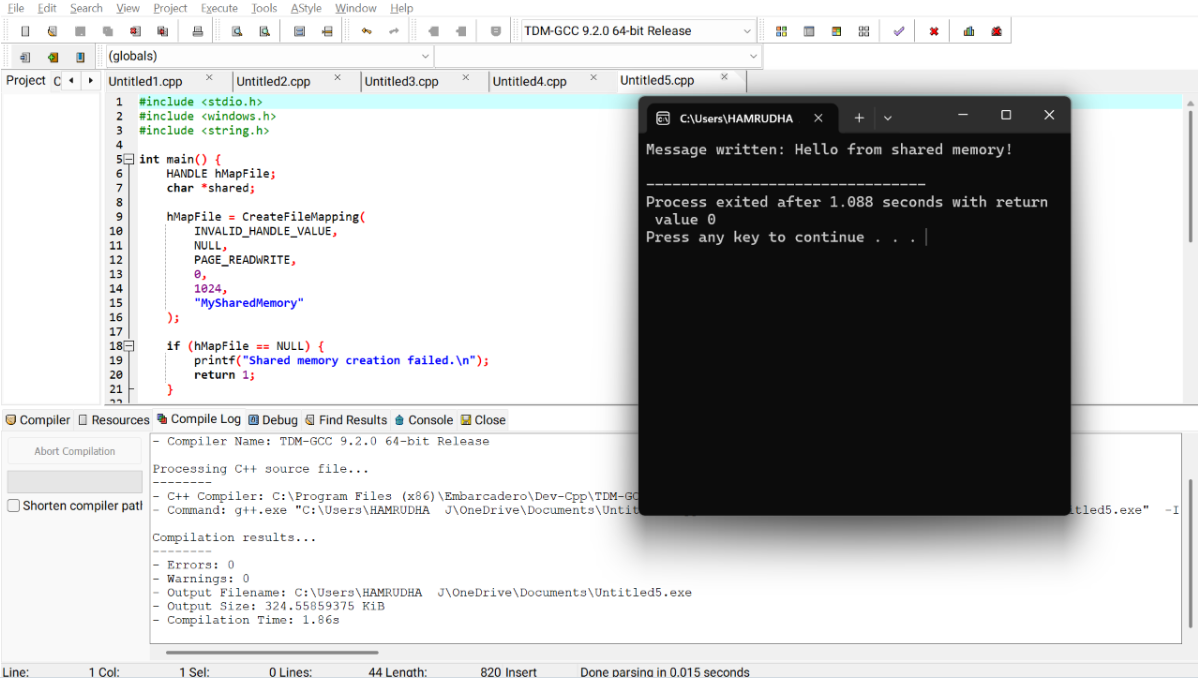 File Edit Search View Project Execute Tools AStyle Window Help
TDM-GCC 9.2.0 64-bit Release
(globals)
Project C Untitled1.cpp Untitled2.cpp Untitled3.cpp Untitled4.cpp Untitled5.cpp
1 #include <stdio.h>
2 #include <windows.h>
3 #include <string.h>
4
5 int main() {
6 HANDLE hMapFile;
7 char *shared;
8
9 hMapFile = CreateFileMapping(
10 INVALID_HANDLE_VALUE,
11 NULL,
12 PAGE_READWRITE,
13 0,
14 1024,
15 "MySharedMemory"
16 );
17
18 if (hMapFile == NULL) {
19 printf("Shared memory creation failed.\n");
20 return 1;
21 }
22
C:\Users\HAMRUDHA
Message written: Hello from shared memory!
--------------------------------
Process exited after 1.088 seconds with return
value 0
Press any key to continue . . .
Compiler Resources Compile Log Debug Find Results Console Close
Abort Compilation
Shorten compiler path
- Compiler Name: TDM-GCC 9.2.0 64-bit Release
Processing C++ source file...
--------
- C++ Compiler: C:\Program Files (x86)\Embarcadero\Dev-Cpp\TDM-GC
- Command: g++.exe "C:\Users\HAMRUDHA  J\OneDrive\Documents\Untit tled5.exe" -I
Compilation results...
--------
- Errors: 0
- Warnings: 0
- Output Filename: C:\Users\HAMRUDHA  J\OneDrive\Documents\Untitled5.exe
- Output Size: 324.55859375 KiB
- Compilation Time: 1.86s
Line: 1 Col: 1 Sel: 0 Lines: 44 Length: 820 Insert Done parsing in 0.015 seconds